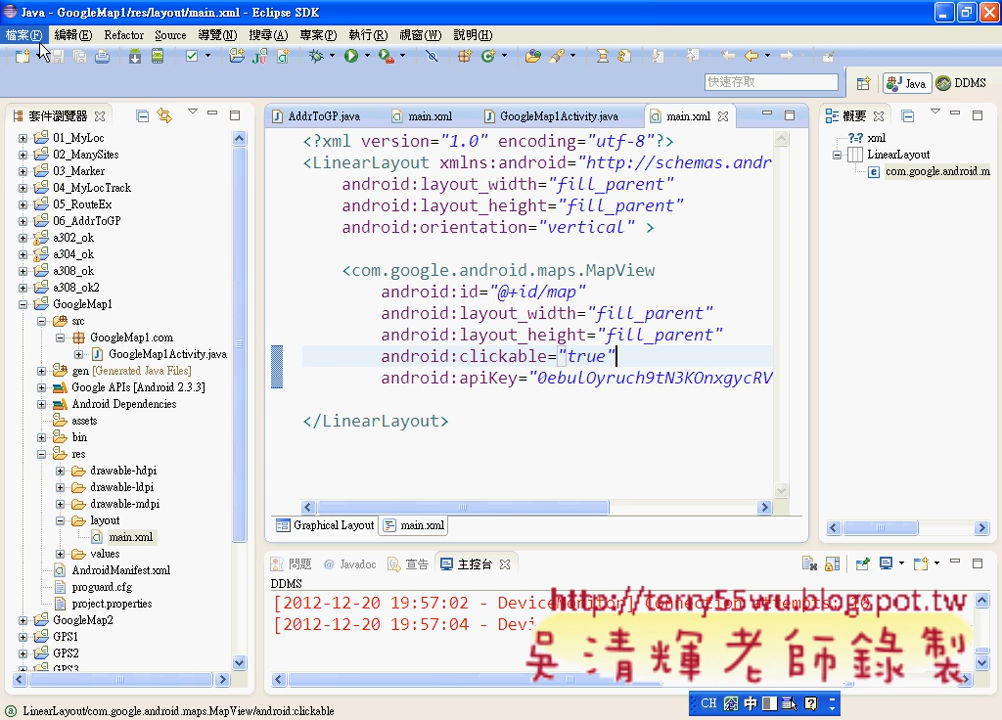 Java - GoogleMap1/res/layout/main.xml - Eclipse SDK
檔案(F) 編輯(E) Refactor Source 導覽(N) 搜尋(A) 專案(P) 執行(R) 視窗(W) 說明(H)
快速存取 Java DDMS
套件瀏覽器
01_MyLoc
02_ManySites
03_Marker
04_MyLocTrack
05_RouteEx
06_AddrToGP
a302_ok
a304_ok
a308_ok
a308_ok2
GoogleMap1
src
GoogleMap1.com
GoogleMap1Activity.java
gen [Generated Java Files]
Google APIs [Android 2.3.3]
Android Dependencies
assets
bin
res
drawable-hdpi
drawable-ldpi
drawable-mdpi
layout
main.xml
values
AndroidManifest.xml
proguard.cfg
project.properties
GoogleMap2
GPS1
GPS2
GPS3
AddrToGP.java main.xml GoogleMap1Activity.java main.xml
<?xml version="1.0" encoding="utf-8"?>
<LinearLayout xmlns:android="http://schemas.andr
android:layout_width="fill_parent"
android:layout_height="fill_parent"
android:orientation="vertical" >
<com.google.android.maps.MapView
android:id="@+id/map"
android:layout_width="fill_parent"
android:layout_height="fill_parent"
android:clickable="true"
android:apiKey="0ebulOyruch9tN3KOnxgycRV
</LinearLayout>
Graphical Layout main.xml
概要
xml
LinearLayout
com.google.android.m
問題 Javadoc 宣告 主控台
DDMS
[2012-12-20 19:57:02 - DeviceMonitor] Connection attempts: 10
[2012-12-20 19:57:04 - Devi
http://terry55wu.blogspot.tw
吳清輝老師錄製
CH 中
LinearLayout/com.google.android.maps.MapView/android:clickable